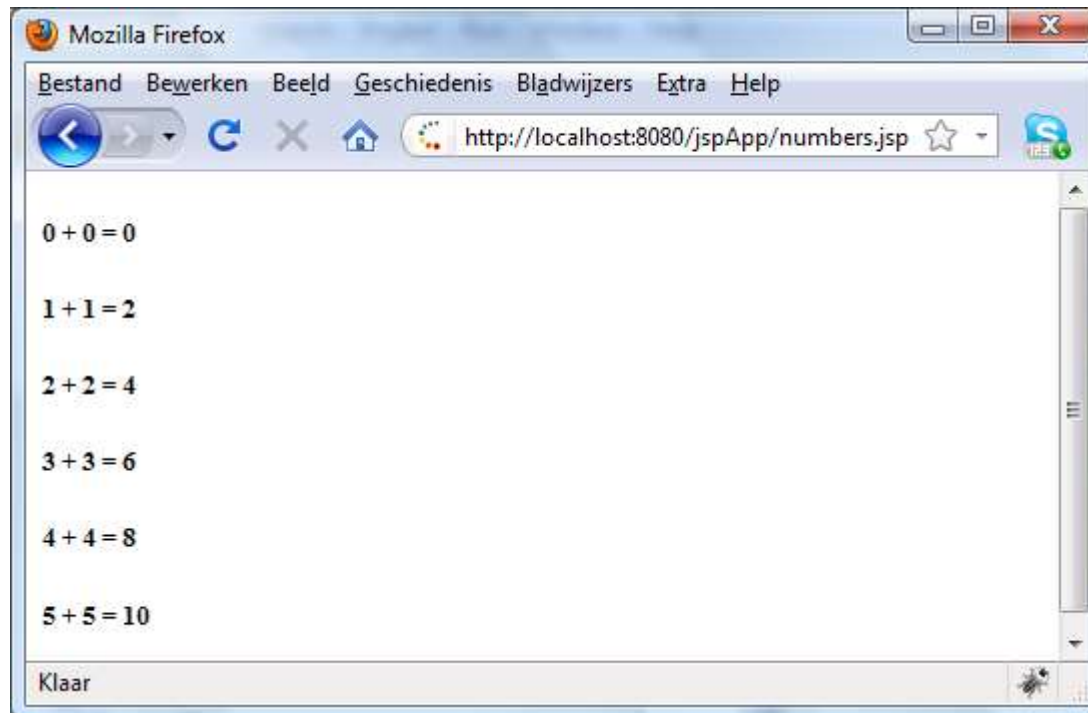 Mozilla Firefox
Bestand Bewerken Beeld Geschiedenis Bladwijzers Extra Help
http://localhost:8080/jspApp/numbers.jsp
0 + 0 = 0
1 + 1 = 2
2 + 2 = 4
3 + 3 = 6
4 + 4 = 8
5 + 5 = 10
Klaar